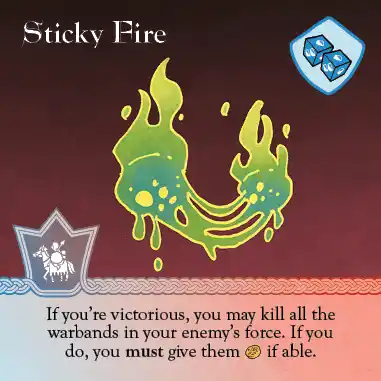 Sticky Fire
If you're victorious, you may kill all the
warbands in your enemy's force. If you
do, you must give them if able.